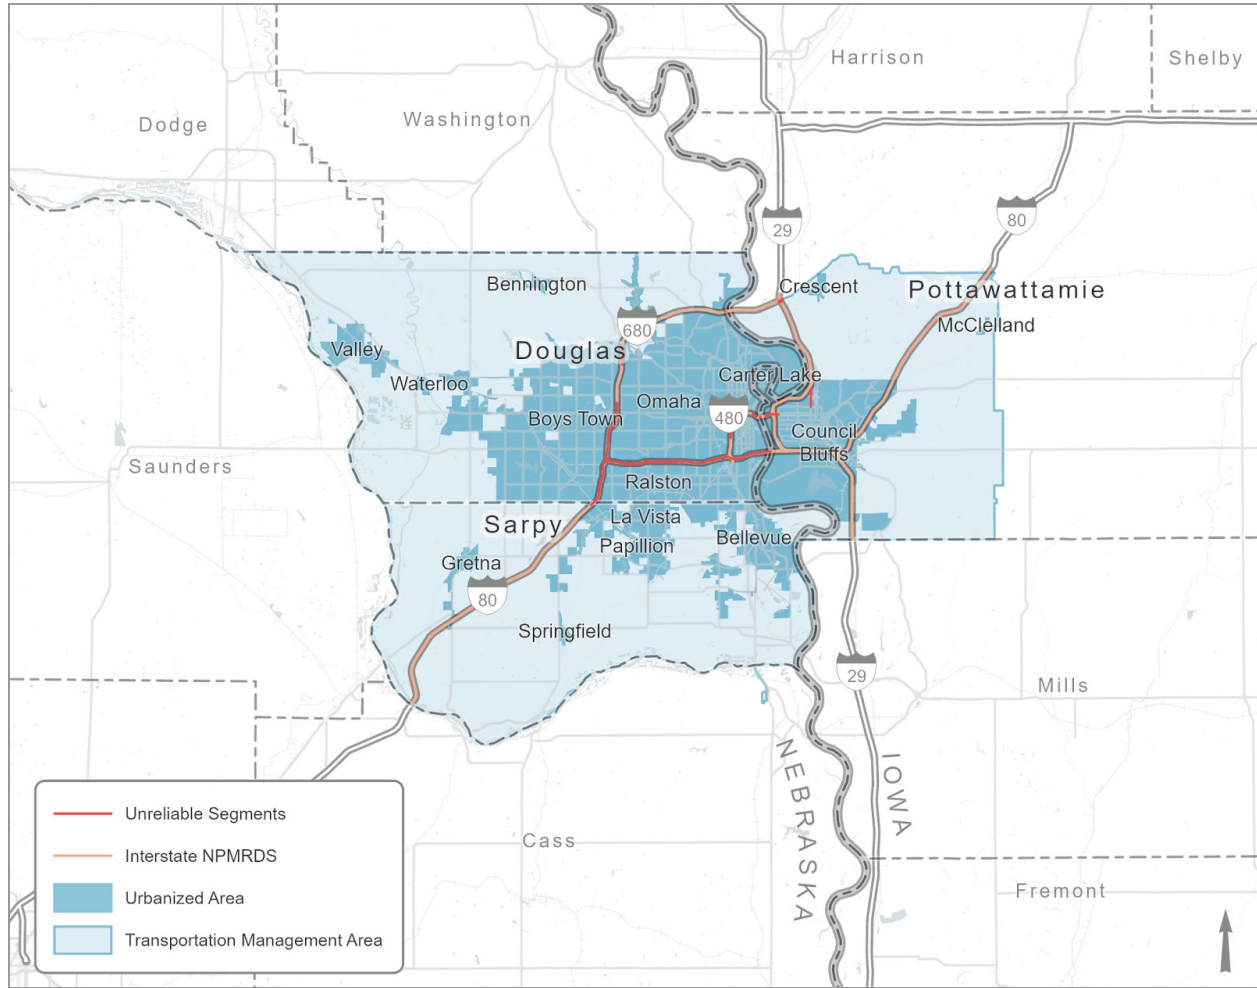 Harrison
Shelby
Dodge
Washington
29
80
Crescent
Bennington
Pottawattamie
McClelland
680
Douglas
Valley
Waterloo
Carter Lake
Omaha
480
Boys Town
Council
Bluffs
Saunders
Ralston
La Vista
Sarpy
Papillion
Bellevue
Gretna
80
Springfield
29
Mills
NEBRASKA
IOWA
Cass
Fremont
Unreliable Segments
Interstate NPMRDS
Urbanized Area
Transportation Management Area